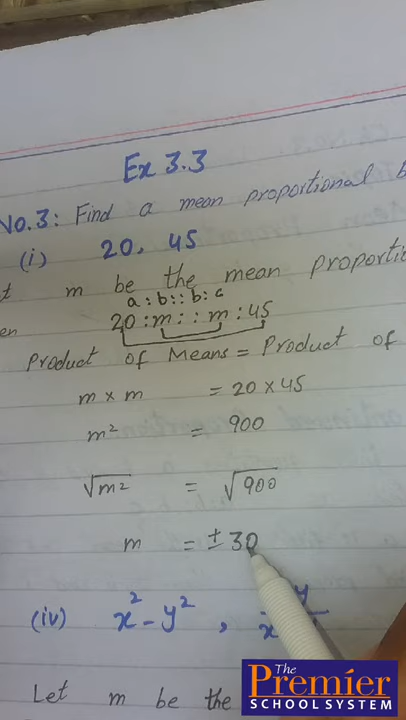 Ex 3.3
No.3: Find a mean proportional
(i) 20, 45
m be the mean
a : b :: b : c
20 : m : : m : 45
Product of Means = Product of
m × m = 20 × 45
m² = 900
√m² = √900
m = ± 30
(iv) x² - y² ,
Let m be the
The
Premier
SCHOOL SYSTEM